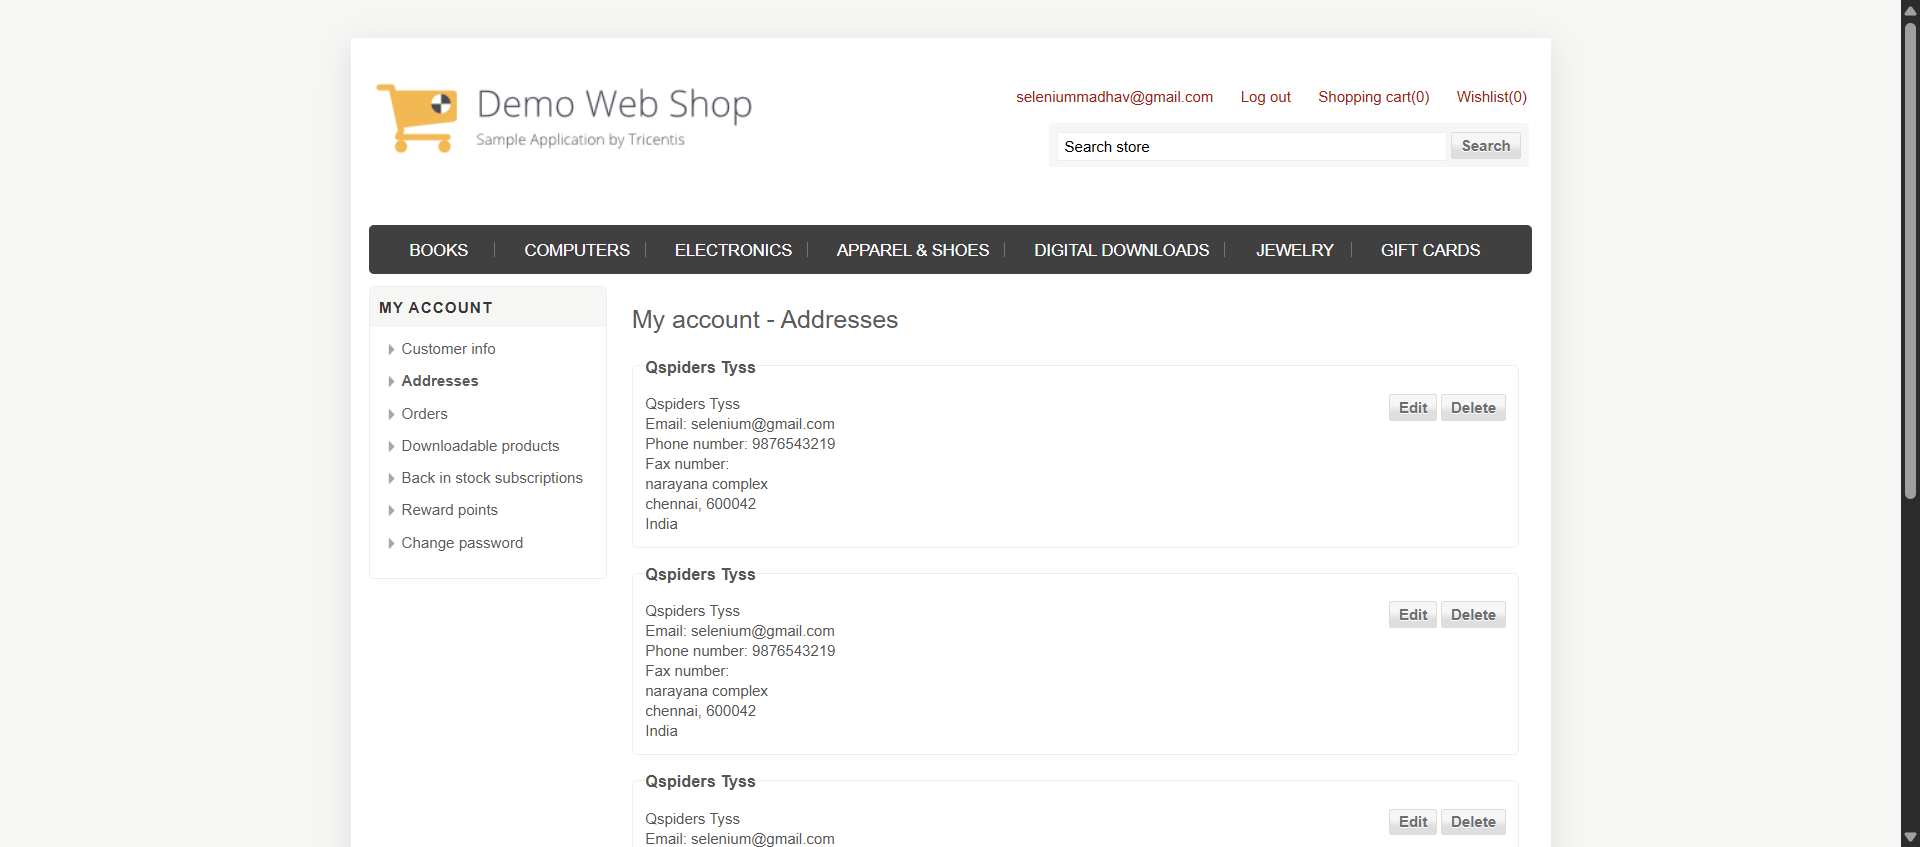 Demo Web Shop
Sample Application by Tricentis
seleniummadhav@gmail.com Log out Shopping cart(0) Wishlist(0)
Search store Search
BOOKS COMPUTERS ELECTRONICS APPAREL & SHOES DIGITAL DOWNLOADS JEWELRY GIFT CARDS
MY ACCOUNT
Customer info
Addresses
Orders
Downloadable products
Back in stock subscriptions
Reward points
Change password
My account - Addresses
Qspiders Tyss
Qspiders Tyss
Email: selenium@gmail.com
Phone number: 9876543219
Fax number:
narayana complex
chennai, 600042
India
Edit Delete
Qspiders Tyss
Qspiders Tyss
Email: selenium@gmail.com
Phone number: 9876543219
Fax number:
narayana complex
chennai, 600042
India
Edit Delete
Qspiders Tyss
Qspiders Tyss
Email: selenium@gmail.com
Edit Delete